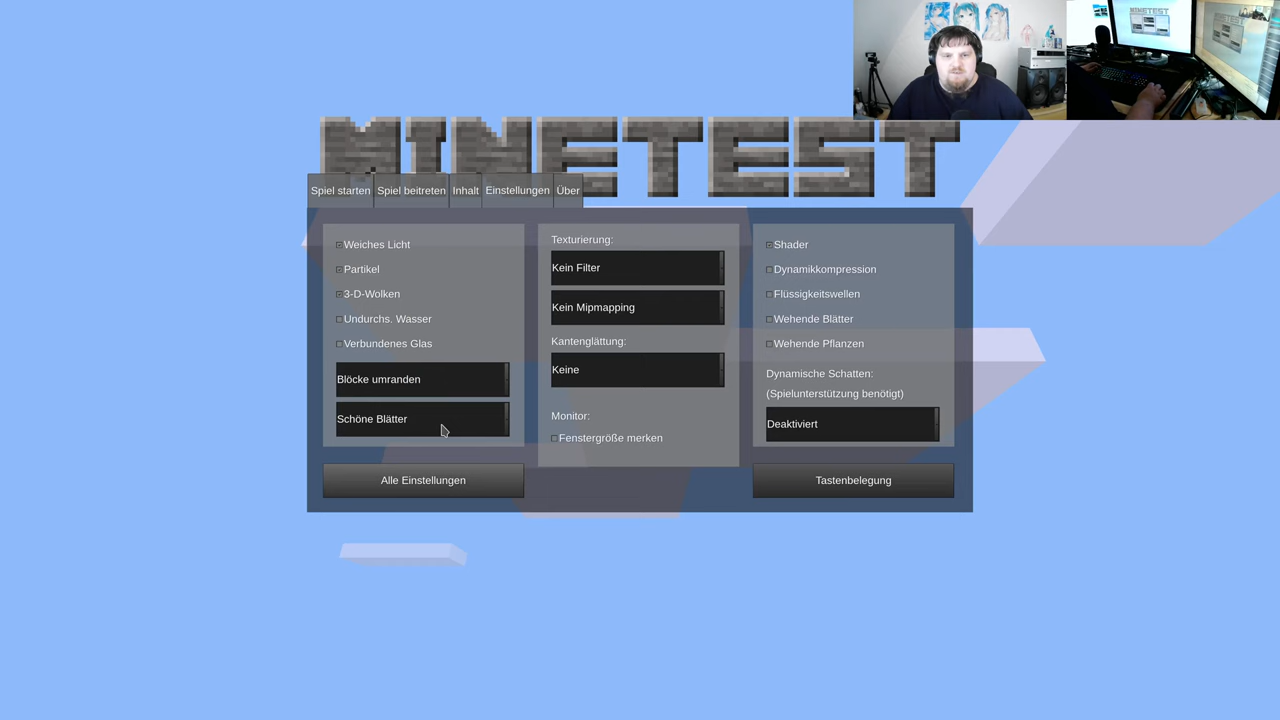 MINETEST
Spiel starten
Spiel beitreten
Inhalt
Einstellungen
Über
Weiches Licht
Partikel
3-D-Wolken
Undurchs. Wasser
Verbundenes Glas
Blöcke umranden
Schöne Blätter
Alle Einstellungen
Texturierung:
Kein Filter
Kein Mipmapping
Kantenglättung:
Keine
Monitor:
Fenstergröße merken
Shader
Dynamikkompression
Flüssigkeitswellen
Wehende Blätter
Wehende Pflanzen
Dynamische Schatten:
(Spielunterstützung benötigt)
Deaktiviert
Tastenbelegung
MINETEST